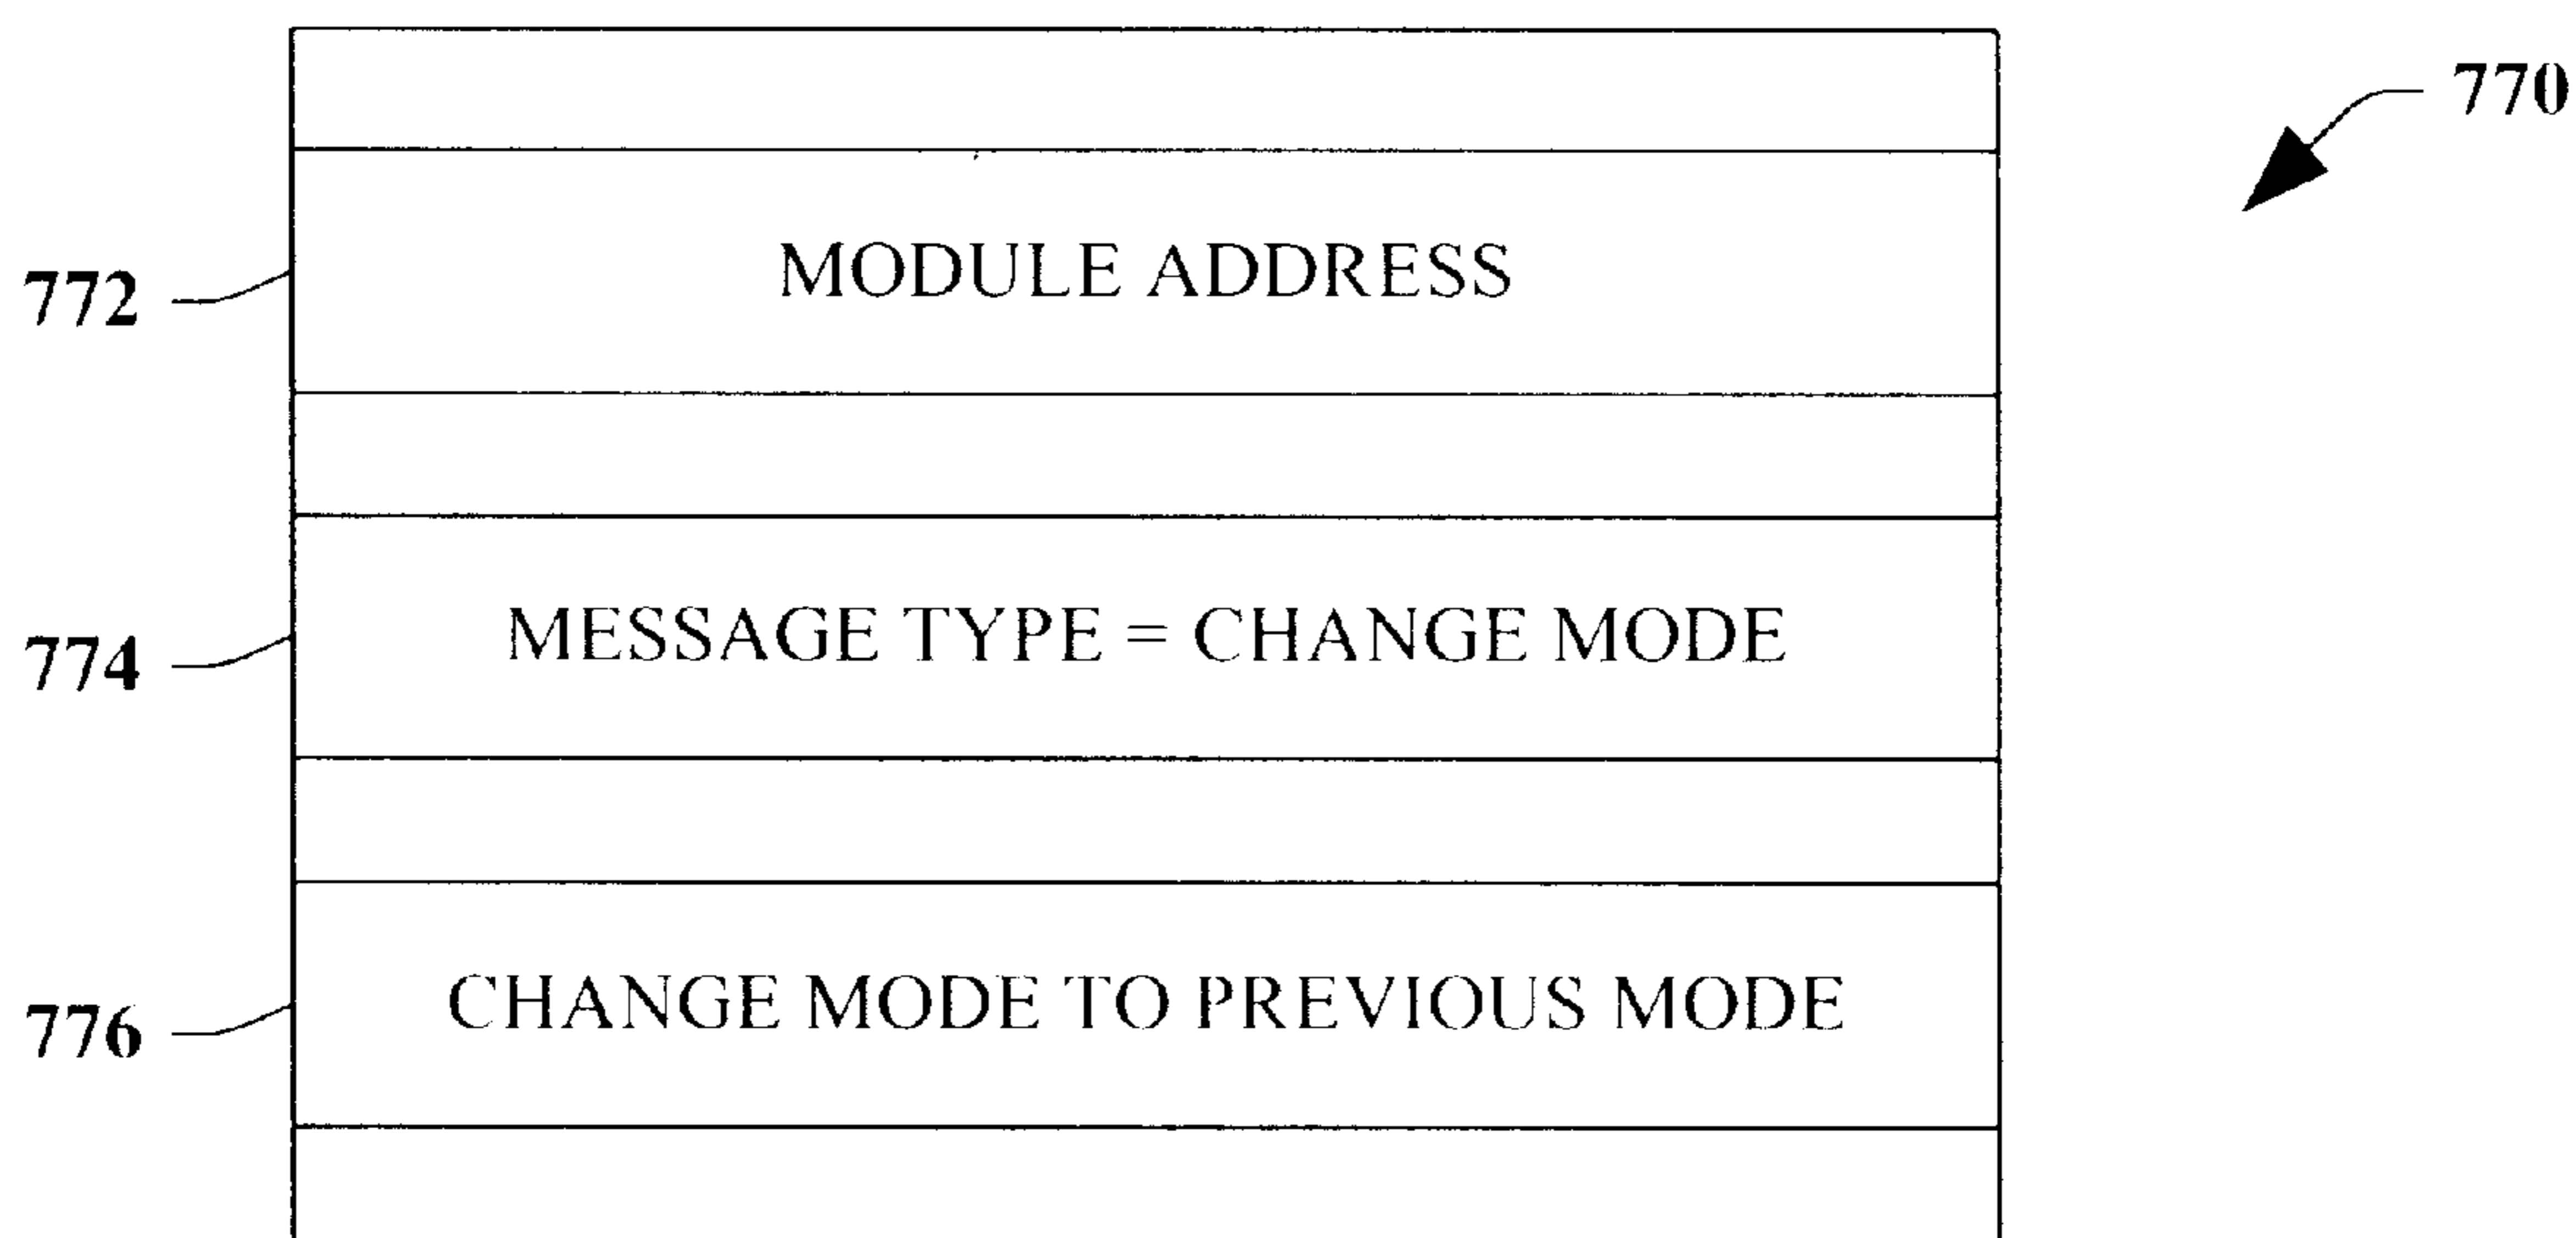 770
772 MODULE ADDRESS
774 MESSAGE TYPE = CHANGE MODE
776 CHANGE MODE TO PREVIOUS MODE